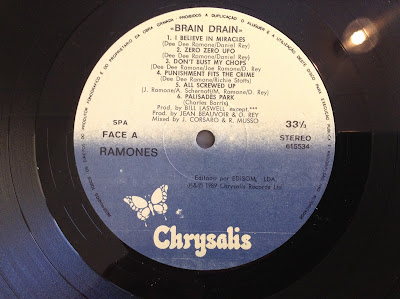 «BRAIN DRAIN»
1. I BELIEVE IN MIRACLES
(Dee Dee Ramone/Daniel Rey)
2. ZERO ZERO UFO
(Dee Dee Ramone/Daniel Rey)
3. DON'T BUST MY CHOPS
(Dee Dee Ramone/Joe Ramone/D. Rey)
4. PUNISHMENT FITS THE CRIME
(Dee Dee Ramone/Richie Stotts)
5. ALL SCREWED UP
(J. Ramone/A. Schernoff/M. Ramone/D. Rey)
6. PALISADES PARK
(Charles Barris)
Prod. by BILL LASWELL except***
Prod. by JEAN BEAUVOIR & D. REY
Mixed by J. CORSARO & R. MUSSO
SPA
FACE A
RAMONES
33⅓
STEREO
615534
Editado por EDISOM, LDA.
1989 Chrysalis Records Ltd
Chrysalis